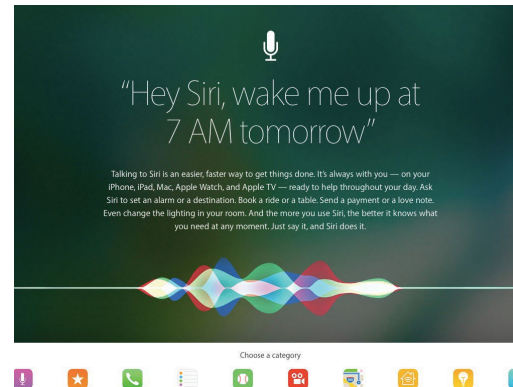 “Hey Siri, wake me up at
7 AM tomorrow”
Talking to Siri is an easier, faster way to get things done. It’s always with you — on your
iPhone, iPad, Mac, Apple Watch, and Apple TV — ready to help throughout your day. Ask
Siri to set an alarm or a destination. Book a ride or a table. Send a payment or a love note.
Even change the lighting in your room. And the more you use Siri, the better it knows what
you need at any moment. Just say it, and Siri does it.
Choose a category